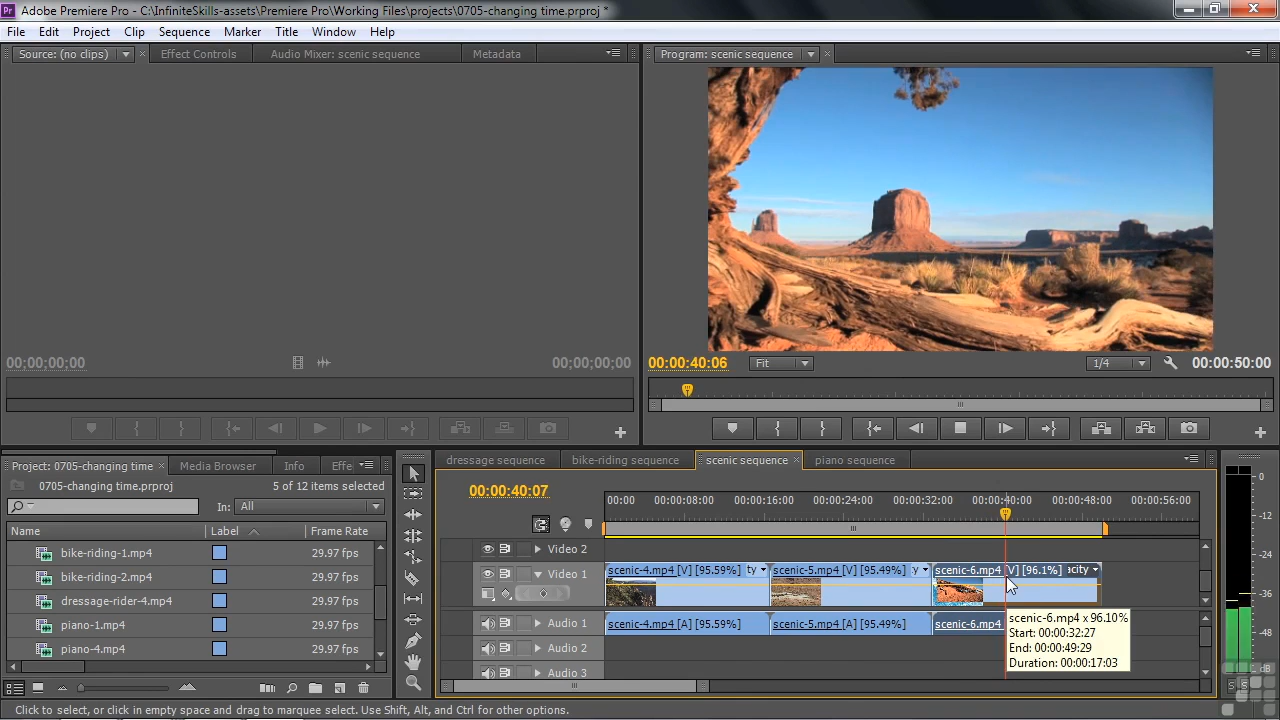 Adobe Premiere Pro - C:\InfiniteSkills-assets\Premiere Pro\Working Files\projects\0705-changing time.prproj *
File Edit Project Clip Sequence Marker Title Window Help
Source: (no clips) Effect Controls Audio Mixer: scenic sequence Metadata
Program: scenic sequence
00;00;00;00 00;00;00;00
00:00:40:06 Fit 1/4 00:00:50:00
Project: 0705-changing time Media Browser Info Effe
0705-changing time.prproj 5 of 12 items selected
In: All
Name Label Frame Rate
bike-riding-1.mp4 29.97 fps
bike-riding-2.mp4 29.97 fps
dressage-rider-4.mp4 29.97 fps
piano-1.mp4 29.97 fps
piano-4.mp4 29.97 fps
dressage sequence bike-riding sequence scenic sequence piano sequence
00:00:40:07
00:00 00:00:08:00 00:00:16:00 00:00:24:00 00:00:32:00 00:00:40:00 00:00:48:00 00:00:56:00
Video 2
Video 1 scenic-4.mp4 [V] [95.59%] ty scenic-5.mp4 [V] [95.49%] y scenic-6.mp4 [V] [96.1%] acity
Audio 1 scenic-4.mp4 [A] [95.59%] scenic-5.mp4 [A] [95.49%] scenic-6.mp4
Audio 2
Audio 3
scenic-6.mp4 x 96.10%
Start: 00:00:32:27
End: 00:00:49:29
Duration: 00:00:17:03
0
-12
-24
-36
-48
dB
S S
Click to select, or click in empty space and drag to marquee select. Use Shift, Alt, and Ctrl for other options.